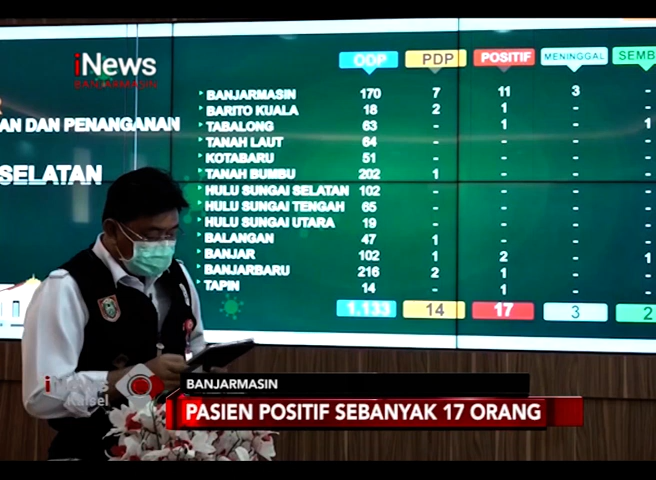 iNews
BANJARMASIN
AN DAN PENANGANAN
SELATAN
ODP PDP POSITIF MENINGGAL SEMB
BANJARMASIN 170 7 11 3 -
BARITO KUALA 18 2 1 - -
TABALONG 63 - 1 - 1
TANAH LAUT 64 - - - -
KOTABARU 51 - - - -
TANAH BUMBU 202 1 - - -
HULU SUNGAI SELATAN 102 - - - -
HULU SUNGAI TENGAH 65 - - - -
HULU SUNGAI UTARA 19 - - - -
BALANGAN 47 1 - - -
BANJAR 102 1 2 - 1
BANJARBARU 216 2 1 - -
TAPIN 14 - 1 - -
1.133 14 17 3 2
iNews
Kalsel
BANJARMASIN
PASIEN POSITIF SEBANYAK 17 ORANG